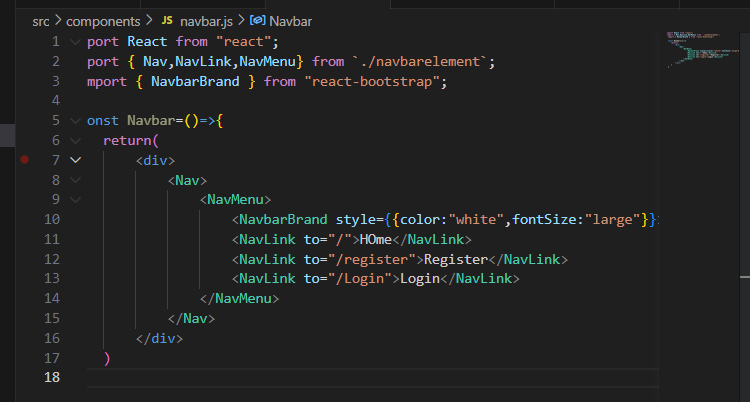 src > components > JS navbar.js > Navbar
1 port React from "react";
2 port { Nav,NavLink,NavMenu} from `./navbarelement`;
3 mport { NavbarBrand } from "react-bootstrap";
4
5 onst Navbar=()=>{
6 return(
7 <div>
8 <Nav>
9 <NavMenu>
10 <NavbarBrand style={{color:"white",fontSize:"large"}}>
11 <NavLink to="/">HOme</NavLink>
12 <NavLink to="/register">Register</NavLink>
13 <NavLink to="/Login">Login</NavLink>
14 </NavMenu>
15 </Nav>
16 </div>
17 )
18